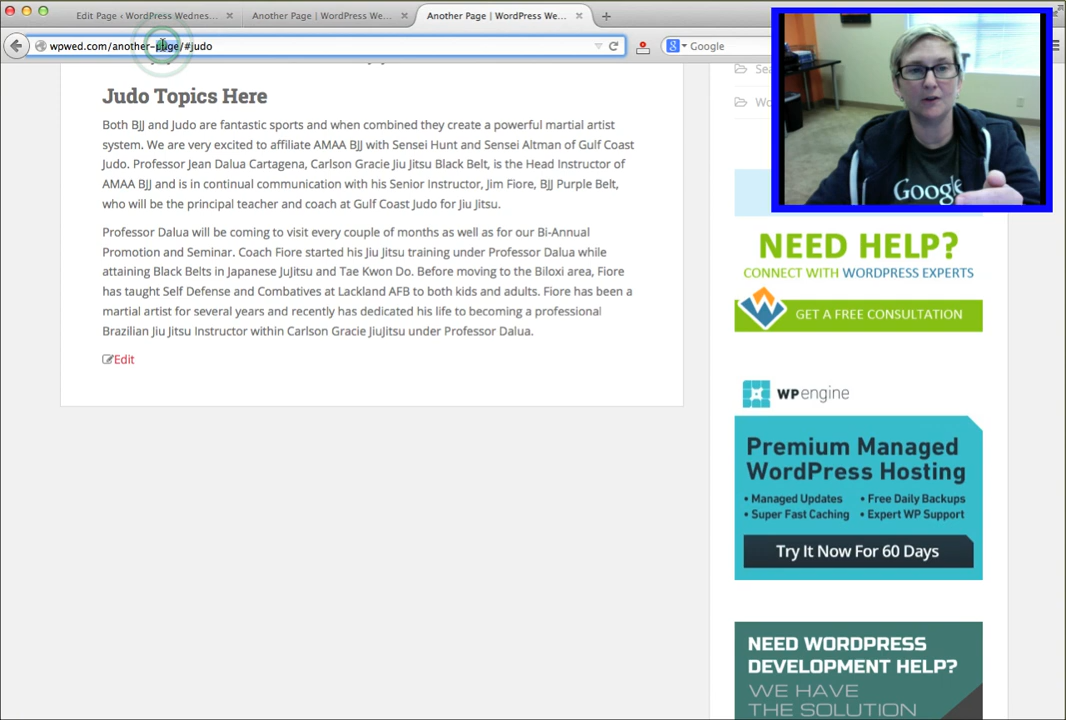 Edit Page ‹ WordPress Wednes...
Another Page | WordPress We...
Another Page | WordPress We...
wpwed.com/another-page/#judo
Google
Judo Topics Here
Both BJJ and Judo are fantastic sports and when combined they create a powerful martial artist
system. We are very excited to affiliate AMAA BJJ with Sensei Hunt and Sensei Altman of Gulf Coast
Judo. Professor Jean Dalua Cartagena, Carlson Gracie Jiu Jitsu Black Belt, is the Head Instructor of
AMAA BJJ and is in continual communication with his Senior Instructor, Jim Fiore, BJJ Purple Belt,
who will be the principal teacher and coach at Gulf Coast Judo for Jiu Jitsu.
Professor Dalua will be coming to visit every couple of months as well as for our Bi-Annual
Promotion and Seminar. Coach Fiore started his Jiu Jitsu training under Professor Dalua while
attaining Black Belts in Japanese JuJitsu and Tae Kwon Do. Before moving to the Biloxi area, Fiore
has taught Self Defense and Combatives at Lackland AFB to both kids and adults. Fiore has been a
martial artist for several years and recently has dedicated his life to becoming a professional
Brazilian Jiu Jitsu Instructor within Carlson Gracie JiuJitsu under Professor Dalua.
Edit
Sea
Wo
Google
NEED HELP?
CONNECT WITH WORDPRESS EXPERTS
GET A FREE CONSULTATION
WPengine
Premium Managed
WordPress Hosting
• Managed Updates • Free Daily Backups
• Super Fast Caching • Expert WP Support
Try It Now For 60 Days
NEED WORDPRESS
DEVELOPMENT HELP?
WE HAVE
THE SOLUTION